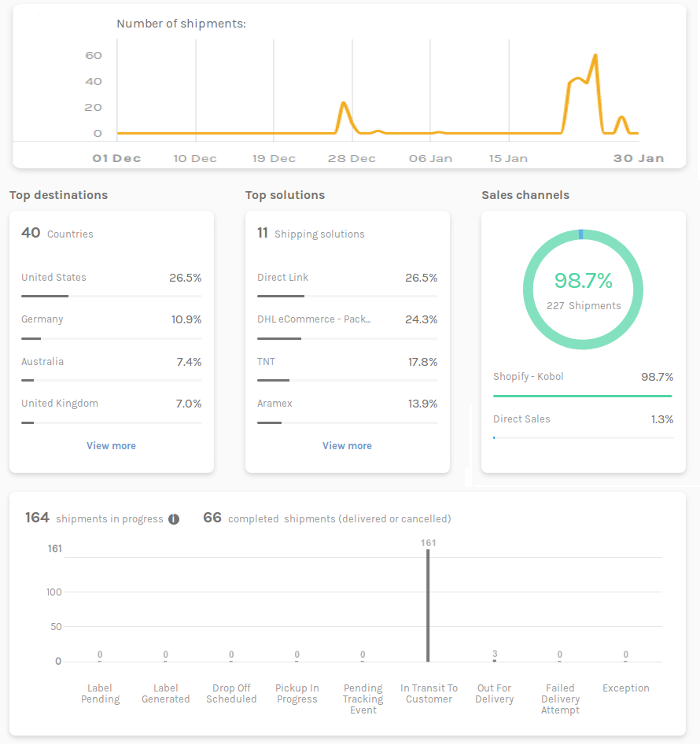 Number of shipments:
60
40
20
0
01 Dec 10 Dec 19 Dec 28 Dec 06 Jan 15 Jan 30 Jan
Top destinations
40 Countries
United States 26.5%
Germany 10.9%
Australia 7.4%
United Kingdom 7.0%
View more
Top solutions
11 Shipping solutions
Direct Link 26.5%
DHL eCommerce - Pack... 24.3%
TNT 17.8%
Aramex 13.9%
View more
Sales channels
98.7%
227 Shipments
Shopify - Kobol 98.7%
Direct Sales 1.3%
164 shipments in progress i 66 completed shipments (delivered or cancelled)
161
100
50
0
0 0 0 0 0 161 3 0 0
Label Pending
Label Generated
Drop Off Scheduled
Pickup In Progress
Pending Tracking Event
In Transit To Customer
Out For Delivery
Failed Delivery Attempt
Exception